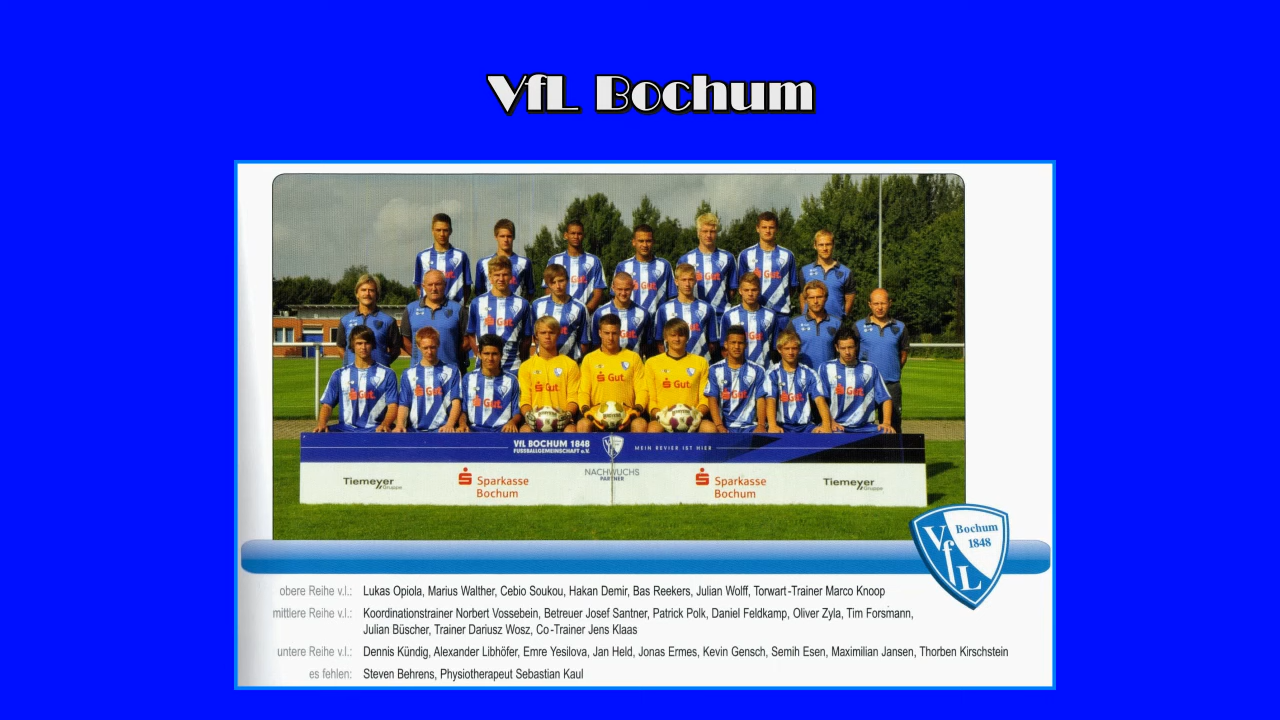 VfL Bochum
VfL BOCHUM 1848
FUSSBALLGEMEINSCHAFT e.V.
MEIN REVIER IST HIER
Tiemeyer
Gruppe
Sparkasse
Bochum
NACHWUCHS
PARTNER
Sparkasse
Bochum
Tiemeyer
Gruppe
VfL
Bochum
1848
obere Reihe v.l.: Lukas Opiola, Marius Walther, Cebio Soukou, Hakan Demir, Bas Reekers, Julian Wolff, Torwart-Trainer Marco Knoop
mittlere Reihe v.l.: Koordinationstrainer Norbert Vossebein, Betreuer Josef Santner, Patrick Polk, Daniel Feldkamp, Oliver Zyla, Tim Forsmann,
Julian Büscher, Trainer Dariusz Wosz, Co-Trainer Jens Klaas
untere Reihe v.l.: Dennis Kündig, Alexander Libhöfer, Emre Yesilova, Jan Held, Jonas Ermes, Kevin Gensch, Semih Esen, Maximilian Jansen, Thorben Kirschstein
es fehlen: Steven Behrens, Physiotherapeut Sebastian Kaul